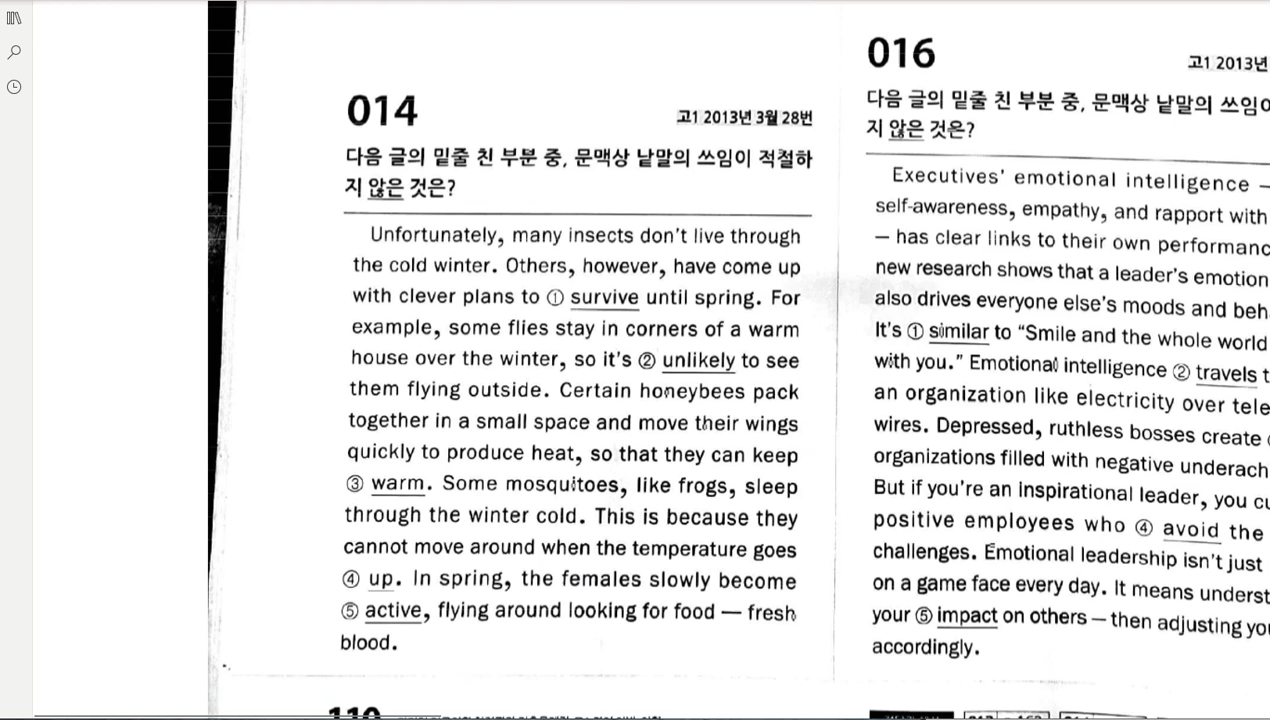 014
고1 2013년 3월 28번
다음 글의 밑줄 친 부분 중, 문맥상 낱말의 쓰임이 적절하
지 않은 것은?
Unfortunately, many insects don't live through
the cold winter. Others, however, have come up
with clever plans to ① survive until spring. For
example, some flies stay in corners of a warm
house over the winter, so it's ② unlikely to see
them flying outside. Certain honeybees pack
together in a small space and move their wings
quickly to produce heat, so that they can keep
③ warm. Some mosquitoes, like frogs, sleep
through the winter cold. This is because they
cannot move around when the temperature goes
④ up. In spring, the females slowly become
⑤ active, flying around looking for food — fresh
blood.
016
고1 2013년
다음 글의 밑줄 친 부분 중, 문맥상 낱말의 쓰임
지 않은 것은?
Executives' emotional intelligence —
self-awareness, empathy, and rapport with
— has clear links to their own performanc
new research shows that a leader's emotion
also drives everyone else's moods and beh
It's ① similar to “Smile and the whole world
with you.” Emotional intelligence ② travels t
an organization like electricity over tele
wires. Depressed, ruthless bosses create
organizations filled with negative underach
But if you're an inspirational leader, you cu
positive employees who ④ avoid the
challenges. Emotional leadership isn't just
on a game face every day. It means underst
your ⑤ impact on others — then adjusting yo
accordingly.
110